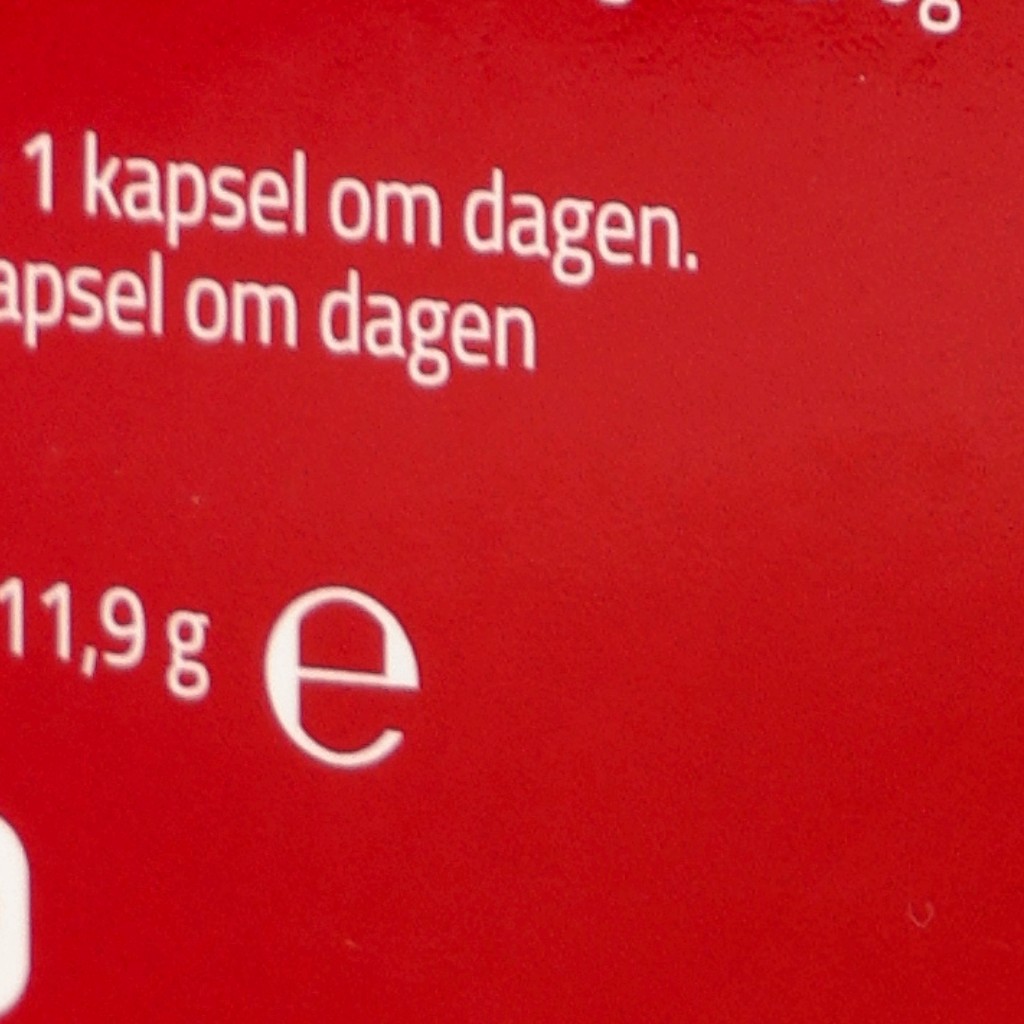 1 kapsel om dagen.
apsel om dagen
11,9 g e